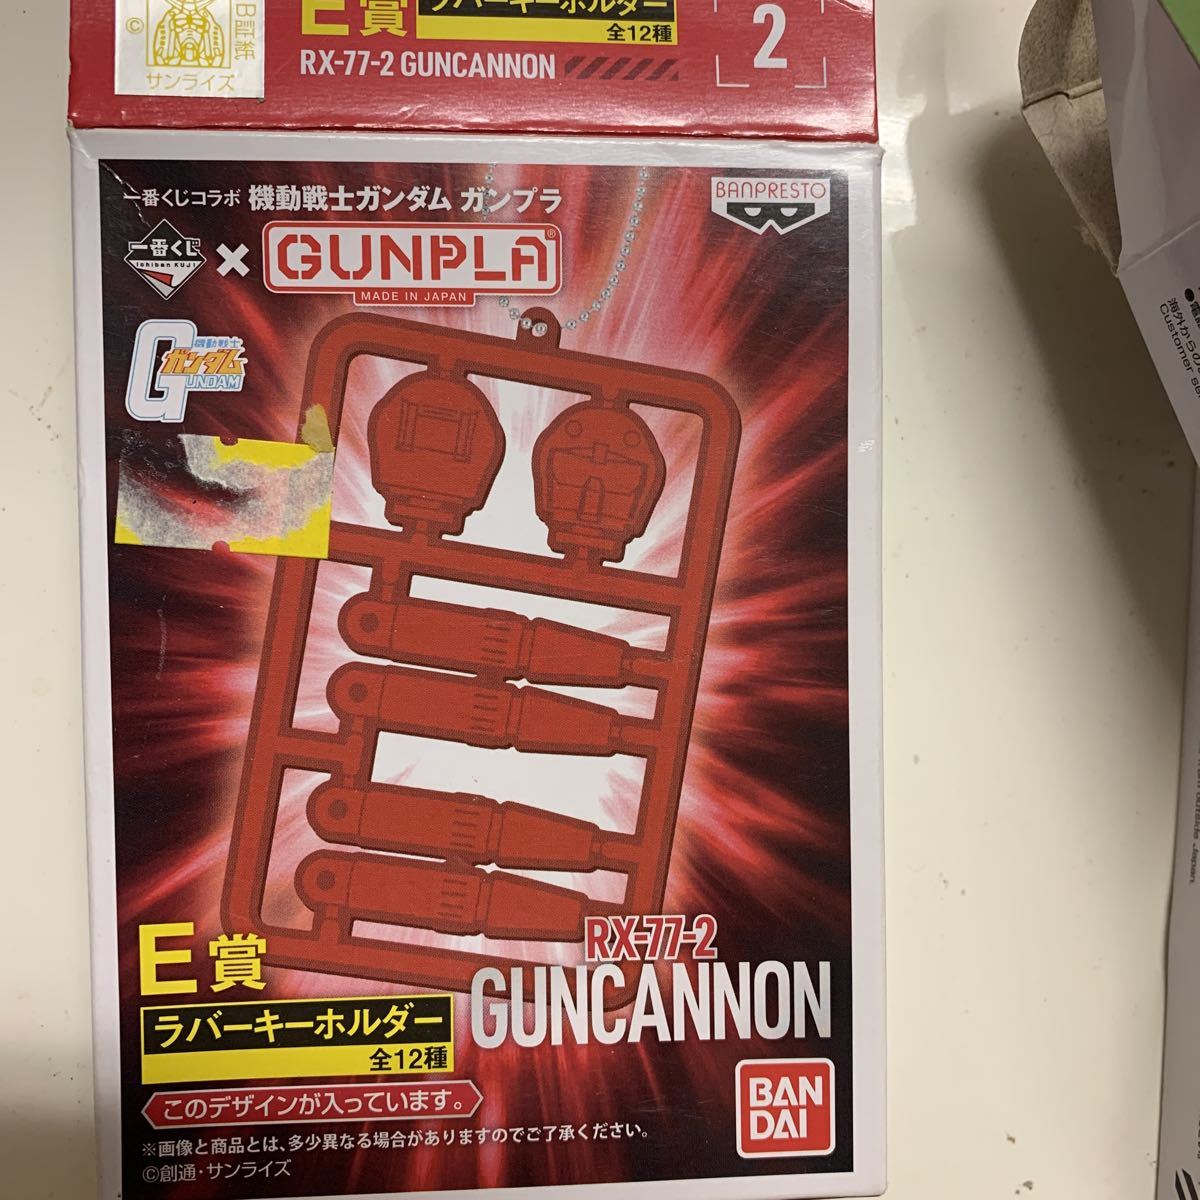 E賞
ラバーキーホルダー
全12種
RX-77-2 GUNCANNON
2
©
サンライズ
一番くじコラボ 機動戦士ガンダム ガンプラ
BANPRESTO
一番くじ
Ichiban KUJI
×
GUNPLA®
MADE IN JAPAN
機動戦士
ガンダム
GUNDAM
E賞
ラバーキーホルダー
全12種
RX-77-2
GUNCANNON
このデザインが入っています。
※画像と商品とは、多少異なる場合がありますのでご了承ください。
©創通・サンライズ
BAN
DAI
海外からの
Customer